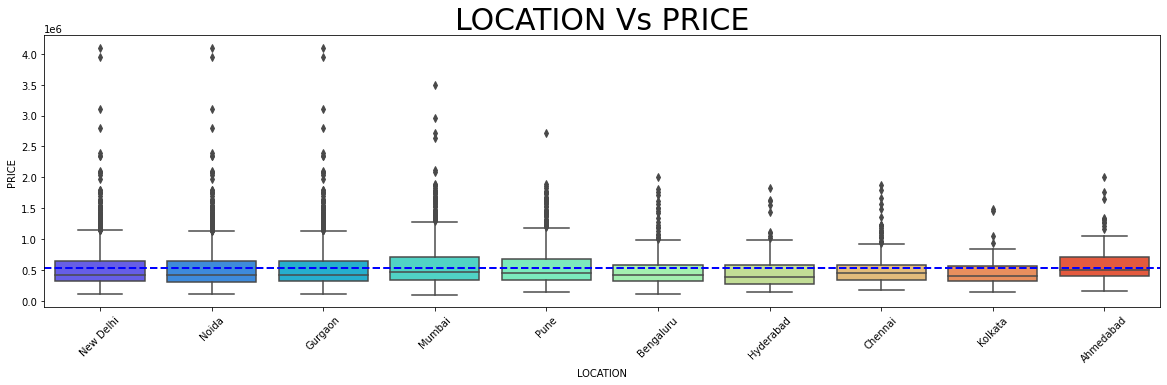 LOCATION Vs PRICE
1e6
4.0
3.5
3.0
2.5
2.0
1.5
1.0
0.5
0.0
PRICE
New Delhi
Noida
Gurgaon
Mumbai
Pune
Bengaluru
Hyderabad
Chennai
Kolkata
Ahmedabad
LOCATION